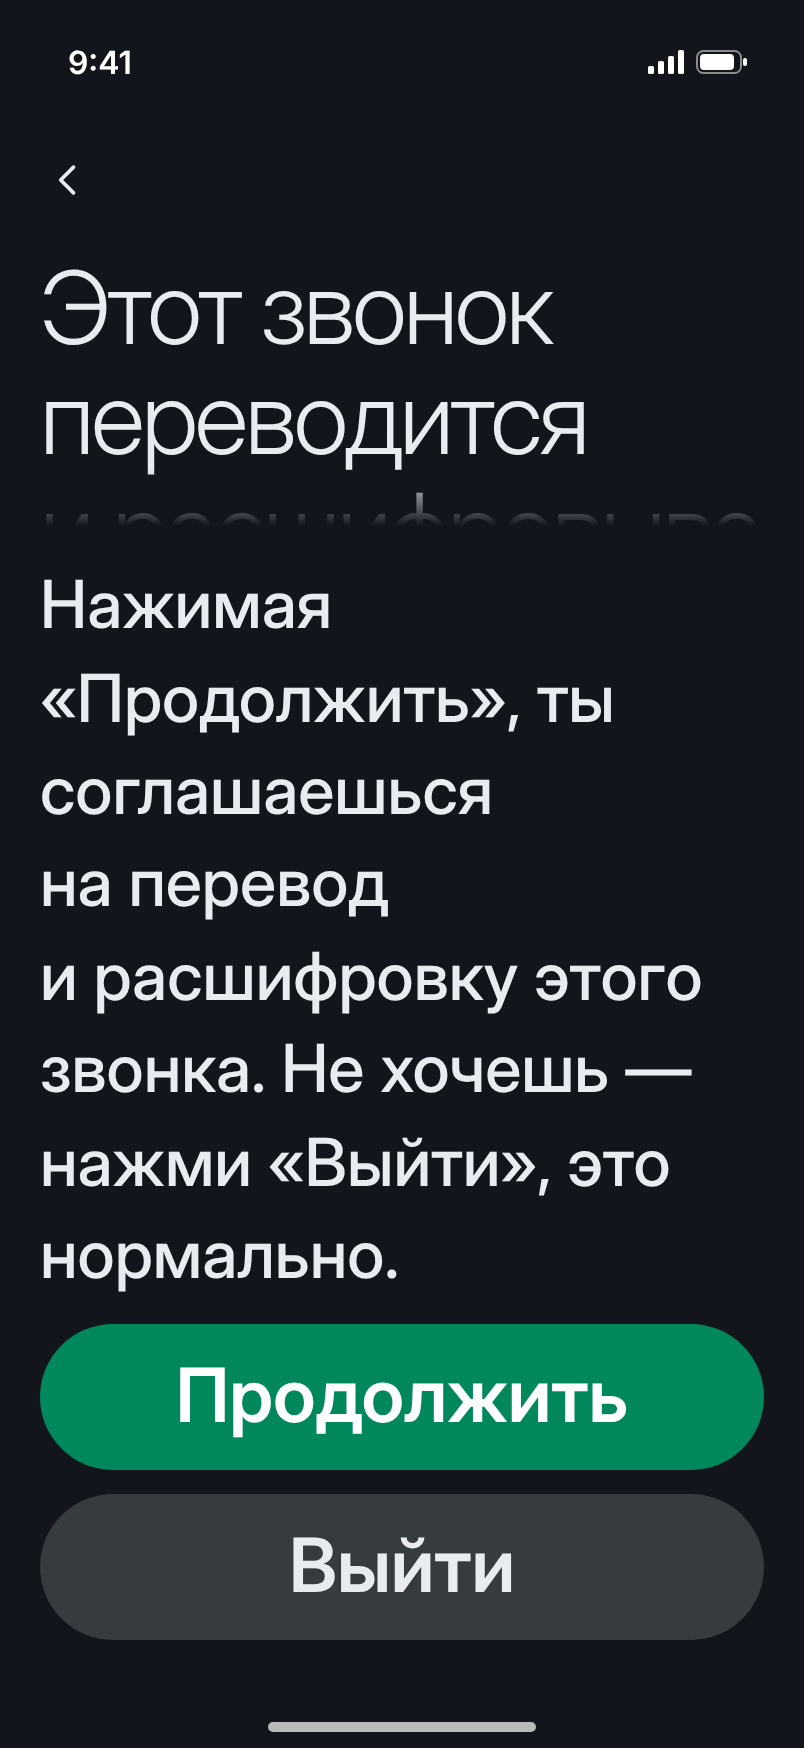 9:41
Этот звонок
переводится
Нажимая
«Продолжить», ты
соглашаешься
на перевод
и расшифровку этого
звонка. Не хочешь —
нажми «Выйти», это
нормально.
Продолжить
Выйти